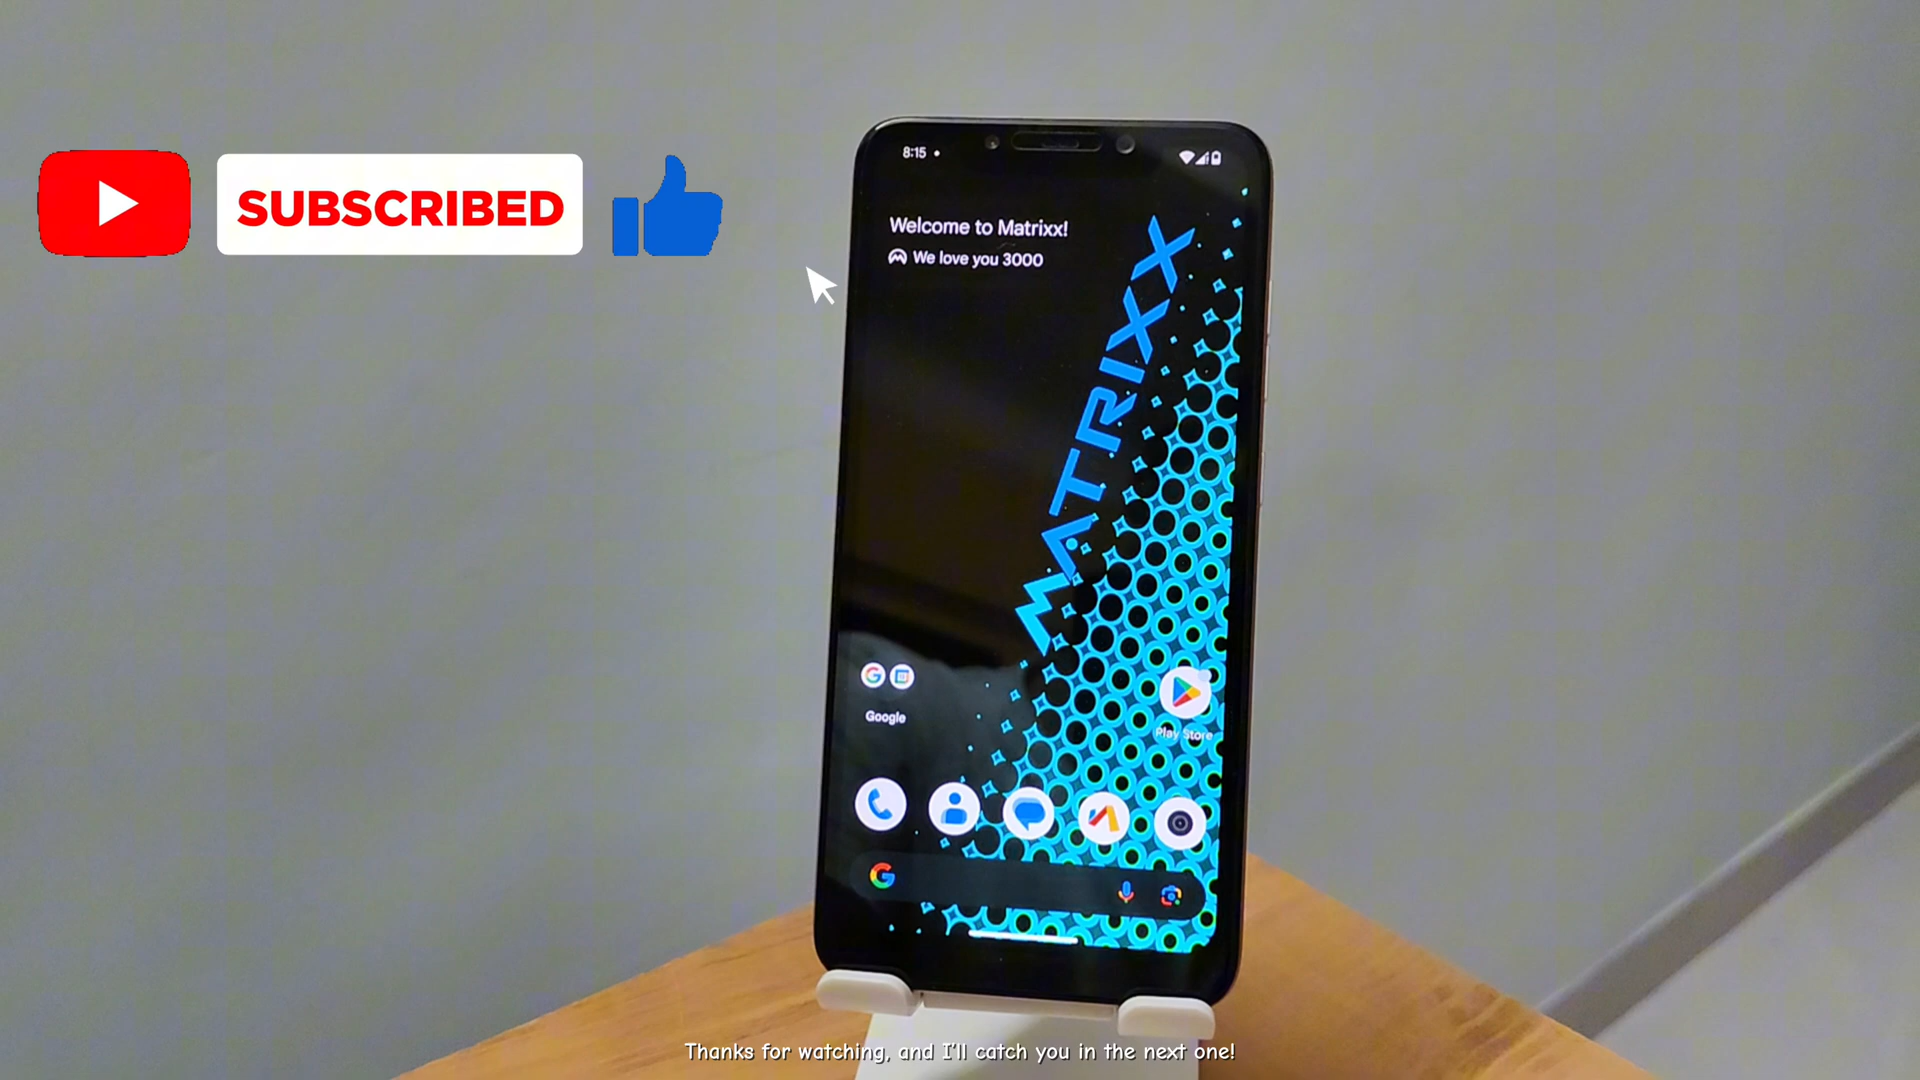 SUBSCRIBED
8:15
Welcome to Matrixx!
We love you 3000
MATRIXX
Google
Play Store
Thanks for watching, and I'll catch you in the next one!